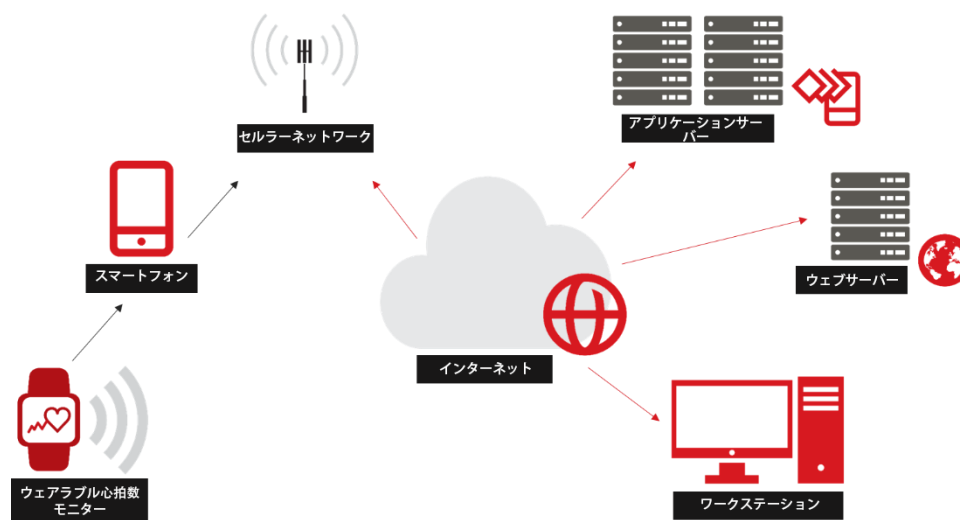 セルラーネットワーク
アプリケーションサー
バー
スマートフォン
ウェブサーバー
インターネット
ウェアラブル心拍数
モニター
ワークステーション